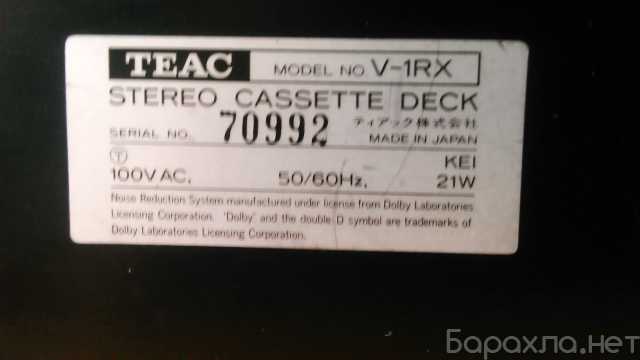 TEAC MODEL NO V-1RX
STEREO CASSETTE DECK
SERIAL NO. 70992 ティアック株式会社
MADE IN JAPAN
T KEI
100V AC, 50/60Hz, 21W
Noise Reduction System manufactured under license from Dolby Laboratories
Licensing Corporation. 'Dolby' and the double-D symbol are trademarks of
Dolby Laboratories Licensing Corporation.
Барахла.нет